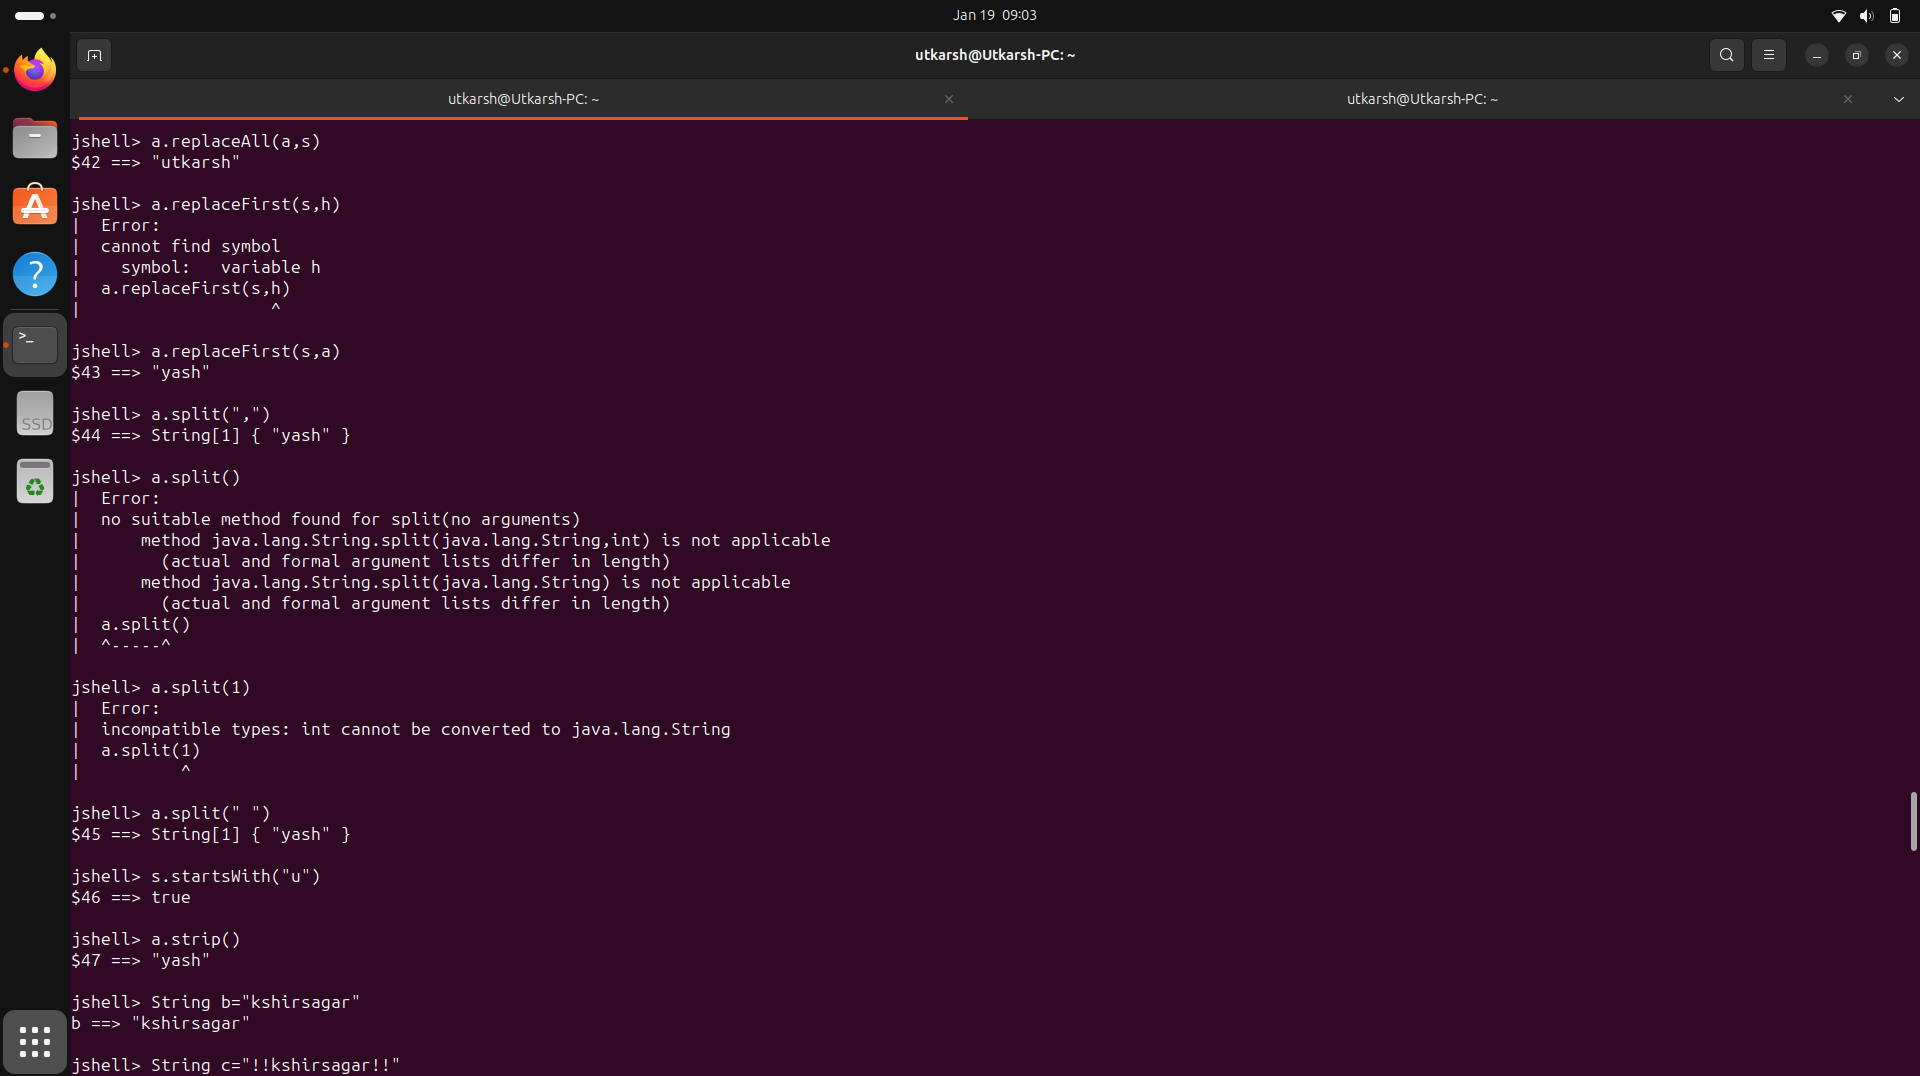 Jan 19 09:03
utkarsh@Utkarsh-PC: ~
utkarsh@Utkarsh-PC: ~
utkarsh@Utkarsh-PC: ~
jshell> a.replaceAll(a,s)
$42 ==> "utkarsh"
jshell> a.replaceFirst(s,h)
|  Error:
|  cannot find symbol
|    symbol:   variable h
|  a.replaceFirst(s,h)
|                   ^
jshell> a.replaceFirst(s,a)
$43 ==> "yash"
jshell> a.split(",")
$44 ==> String[1] { "yash" }
jshell> a.split()
|  Error:
|  no suitable method found for split(no arguments)
|      method java.lang.String.split(java.lang.String,int) is not applicable
|        (actual and formal argument lists differ in length)
|      method java.lang.String.split(java.lang.String) is not applicable
|        (actual and formal argument lists differ in length)
|  a.split()
|  ^-----^
jshell> a.split(1)
|  Error:
|  incompatible types: int cannot be converted to java.lang.String
|  a.split(1)
|          ^
jshell> a.split(" ")
$45 ==> String[1] { "yash" }
jshell> s.startsWith("u")
$46 ==> true
jshell> a.strip()
$47 ==> "yash"
jshell> String b="kshirsagar"
b ==> "kshirsagar"
jshell> String c="!!kshirsagar!!"
SSD